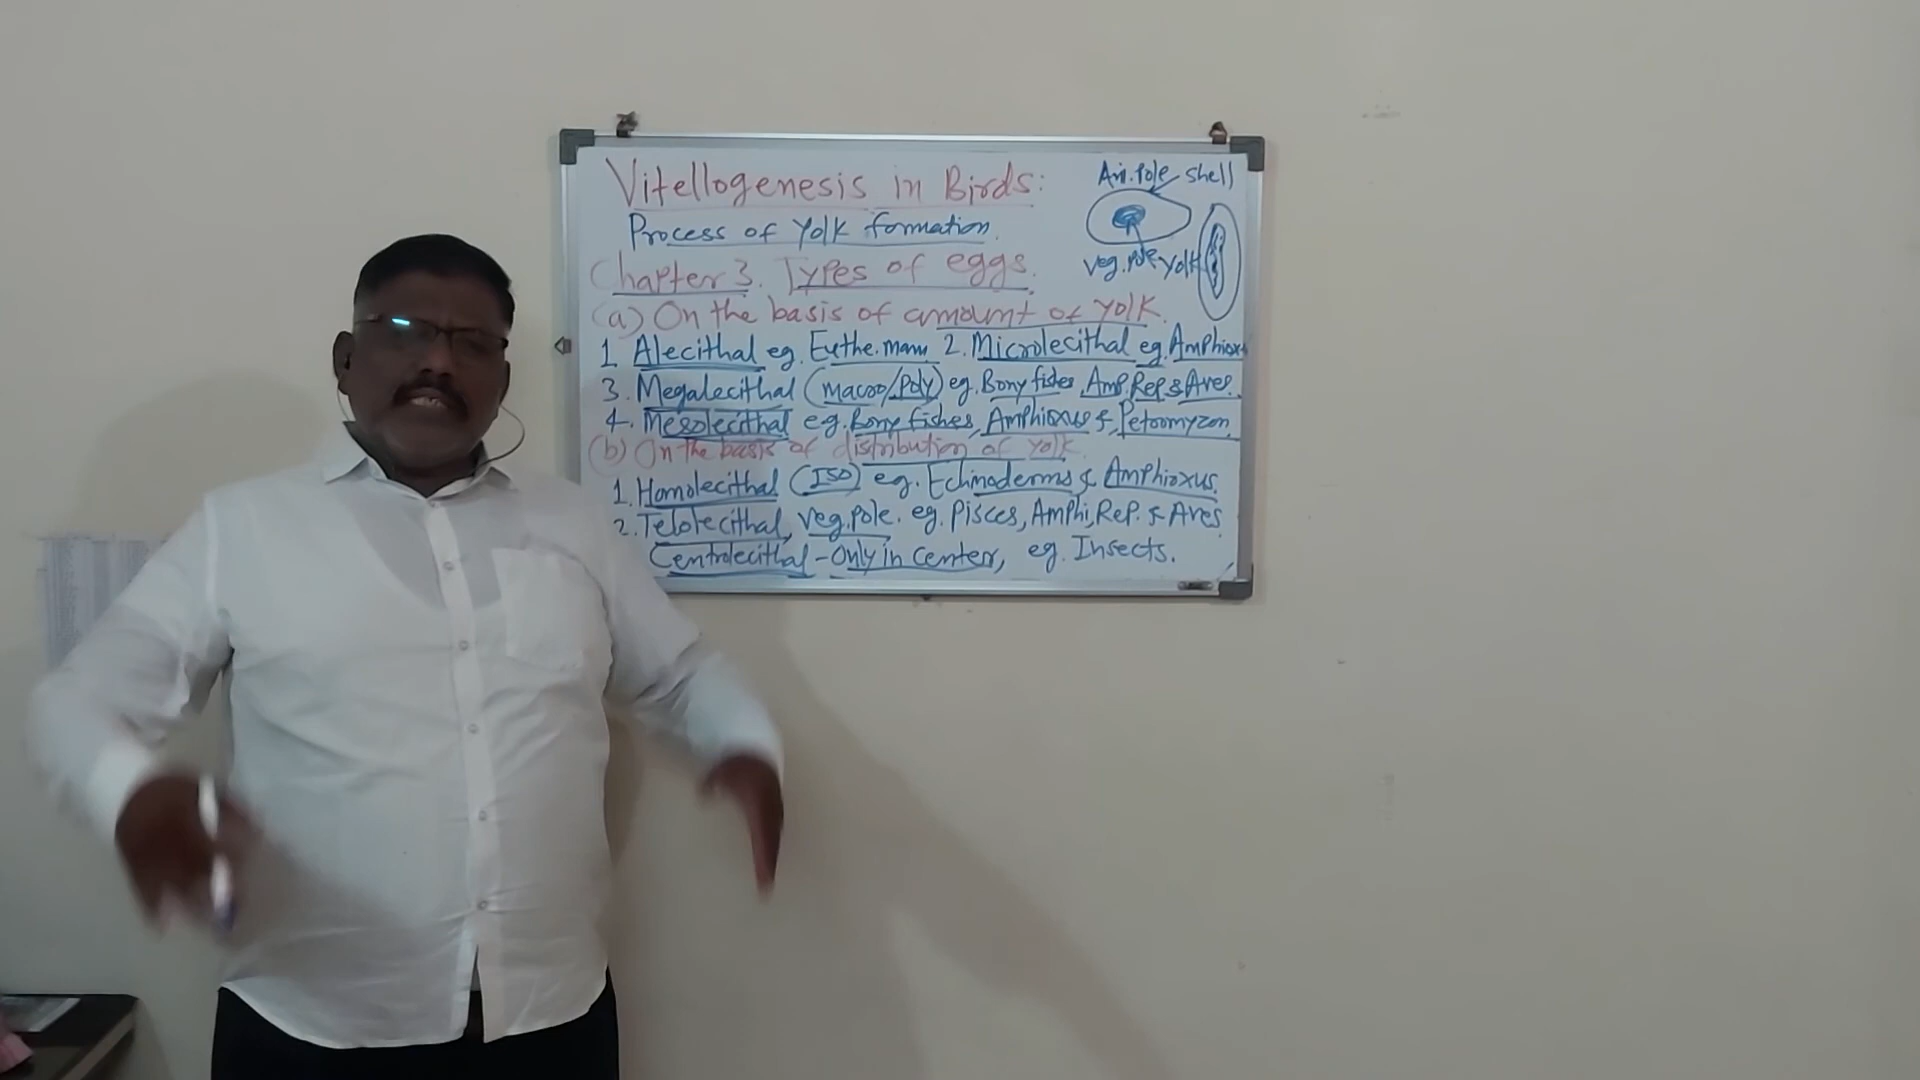 Vitellogenesis in Birds:
Process of Yolk formation.
Chapter 3. Types of eggs.
(a) On the basis of amount of Yolk.
1 Alecithal eg. Euthe. mam 2. Microlecithal eg. Amphiox
3. Megalecithal (macro/Poly) eg. Bony fishes, Amp. Rep & Aves.
4. Mesolecithal eg. Bony fishes, Amphioxus & Petromyzon.
(b) On the basis of distribution of Yolk.
1. Homolecithal (ISO) eg. Echinoderms & Amphioxus.
2. Telolecithal, veg. pole. eg. Pisces, Amphi, Rep. & Aves
Centrolecithal - Only in Center, eg. Insects.
An. Pole shell
veg. Pole Yolk